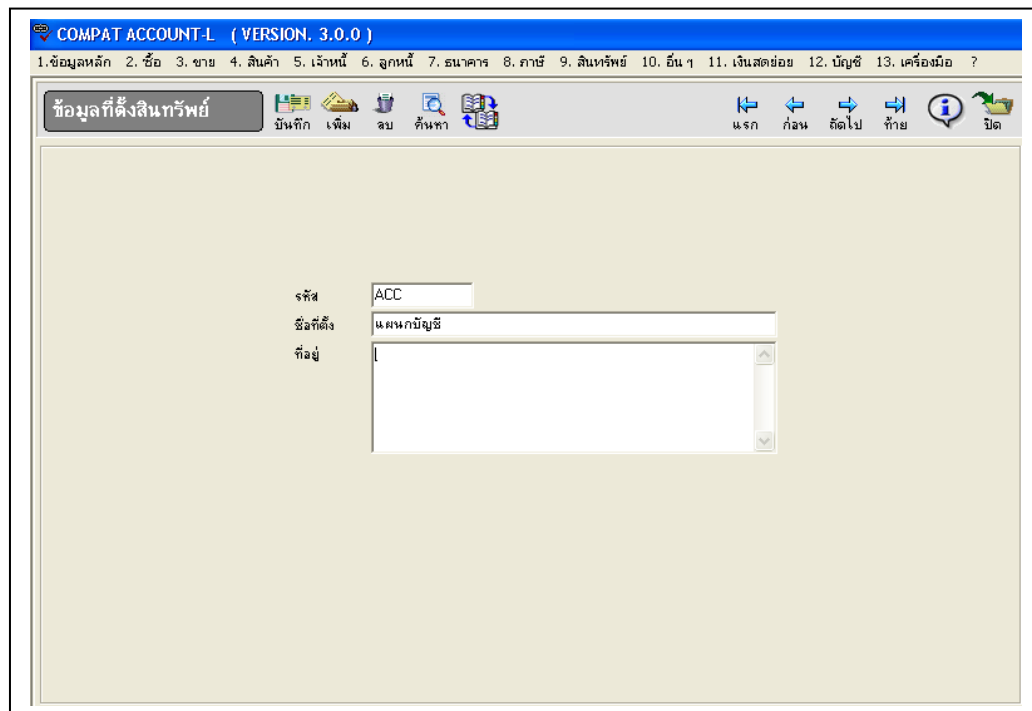 COMPAT ACCOUNT-L ( VERSION. 3.0.0 )
1.ข้อมูลหลัก 2. ซื้อ 3. ขาย 4. สินค้า 5. เจ้าหนี้ 6. ลูกหนี้ 7. ธนาคาร 8. ภาษี 9. สินทรัพย์ 10. อื่น ๆ 11. เงินสดย่อย 12. บัญชี 13. เครื่องมือ ?
ข้อมูลที่ตั้งสินทรัพย์ บันทึก เพิ่ม ลบ ค้นหา แรก ก่อน ถัดไป ท้าย ปิด
รหัส ACC
ชื่อที่ตั้ง แผนกบัญชี
ที่อยู่